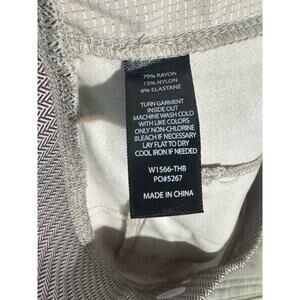 79% RAYON
15% NYLON
6% ELASTANE
TURN GARMENT
INSIDE OUT
MACHINE WASH COLD
WITH LIKE COLORS
ONLY NON-CHLORINE
BLEACH IF NEEDED
LAY FLAT TO DRY
COOL IRON IF NEEDED
W1566-THB
PO#5267
MADE IN CHINA